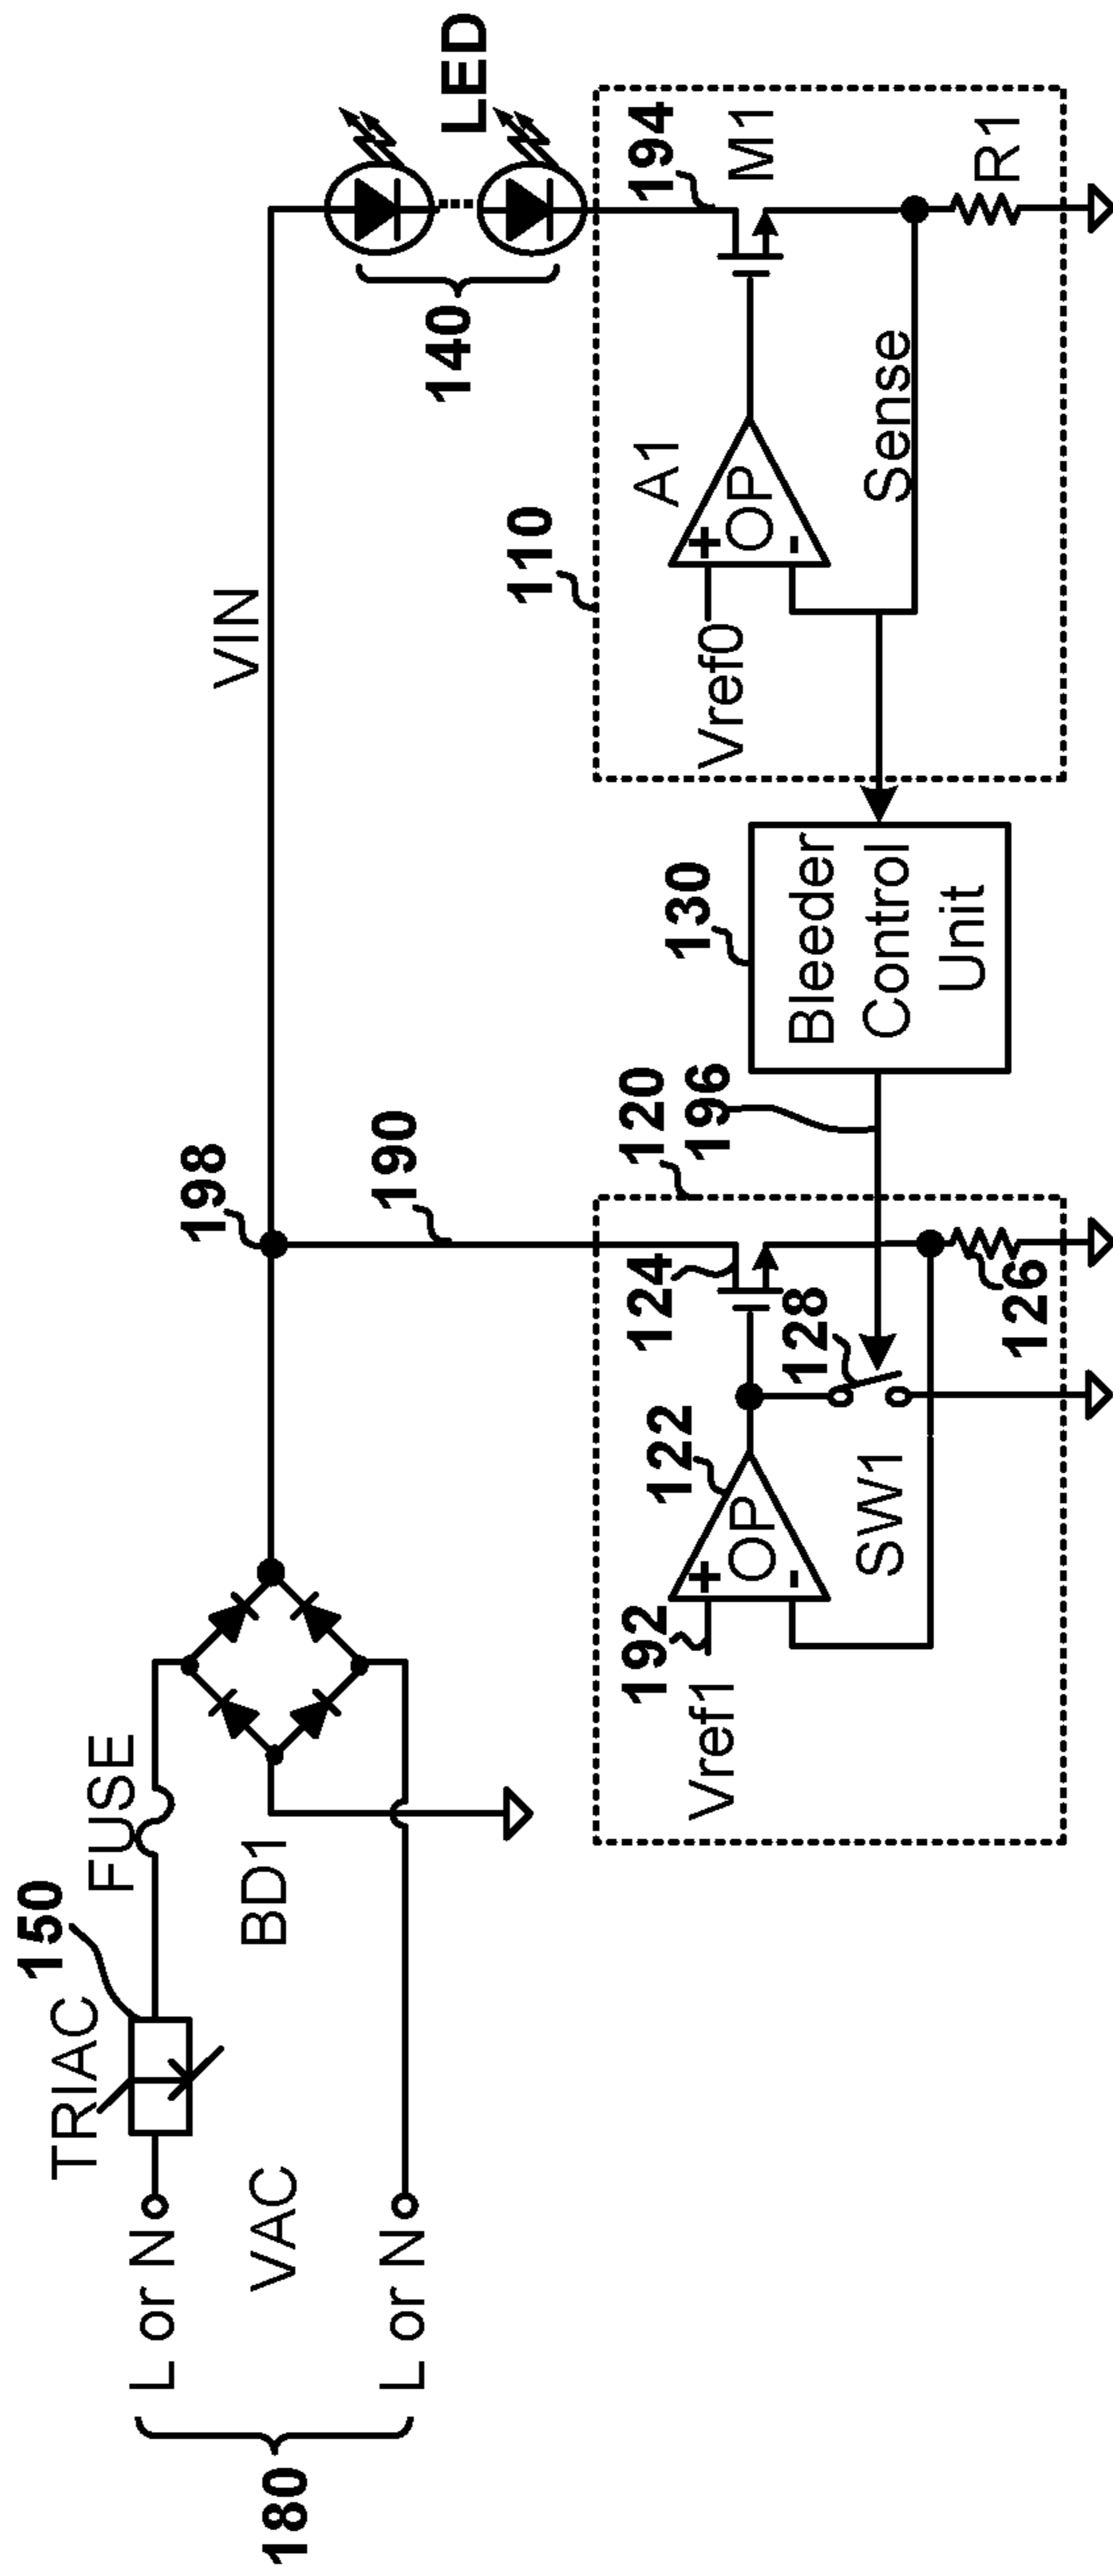 150
TRIAC
FUSE
198
VIN
LED
L or N
VAC
BD1
190
140
180
L or N
110
194
192
122
124
120
196
130
A1
M1
Vref1
+
OP
-
Vref0
+
OP
-
128
Bleeder
Control
Unit
Sense
SW1
126
R1